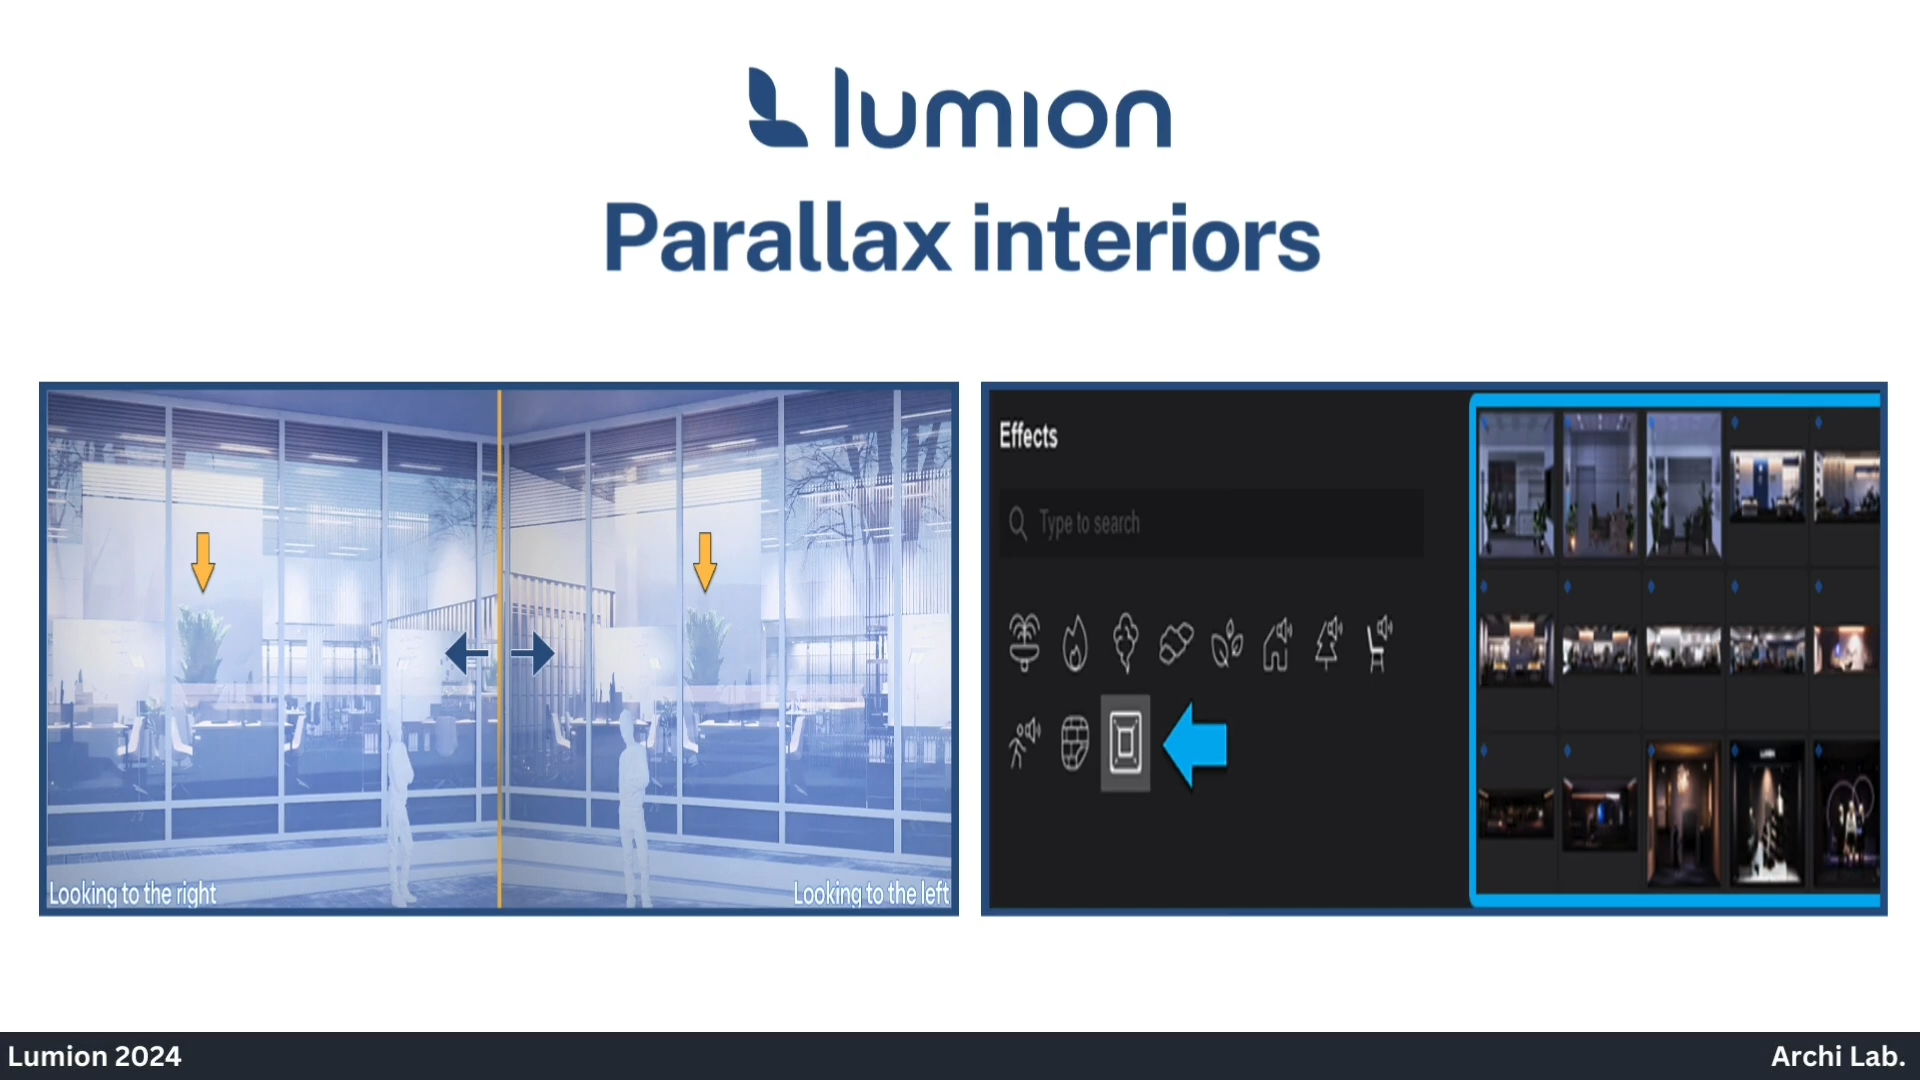 lumion
Parallax interiors
Looking to the right
Looking to the left
Effects
Type to search
Lumion 2024
Archi Lab.